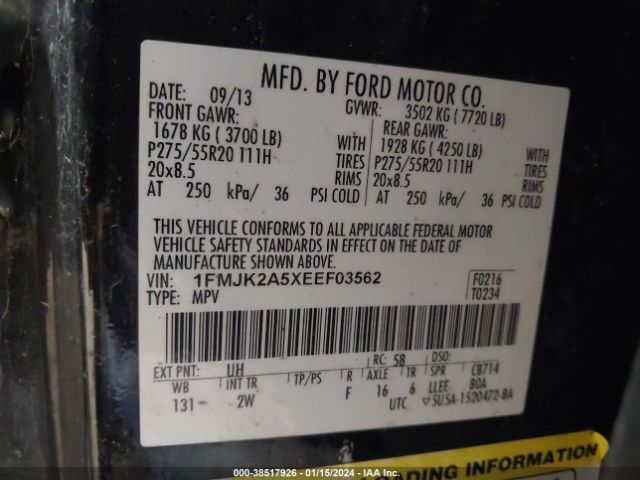 MFD. BY FORD MOTOR CO.
DATE: 09/13 GVWR: 3502 KG ( 7720 LB)
FRONT GAWR: REAR GAWR:
1678 KG ( 3700 LB) WITH 1928 KG ( 4250 LB) WITH
P275/55R20 111H TIRES P275/55R20 111H TIRES
20x8.5 RIMS 20x8.5 RIMS
AT 250 kPa/ 36 PSI COLD AT 250 kPa/ 36 PSI COLD
THIS VEHICLE CONFORMS TO ALL APPLICABLE FEDERAL MOTOR
VEHICLE SAFETY STANDARDS IN EFFECT ON THE DATE OF
MANUFACTURE SHOWN ABOVE.
VIN: 1FMJK2A5XEEF03562 F0216
TYPE: MPV T0234
EXT PNT: UH RC: 58 DSO:
WB INT TR TP/PS R AXLE TR SPR CB714
131 2W F 16 6 LLEE BOA
UTC 5USA-1520472-BA
LOADING INFORMATION
000-38517926 - 01/15/2024 - IAA Inc.